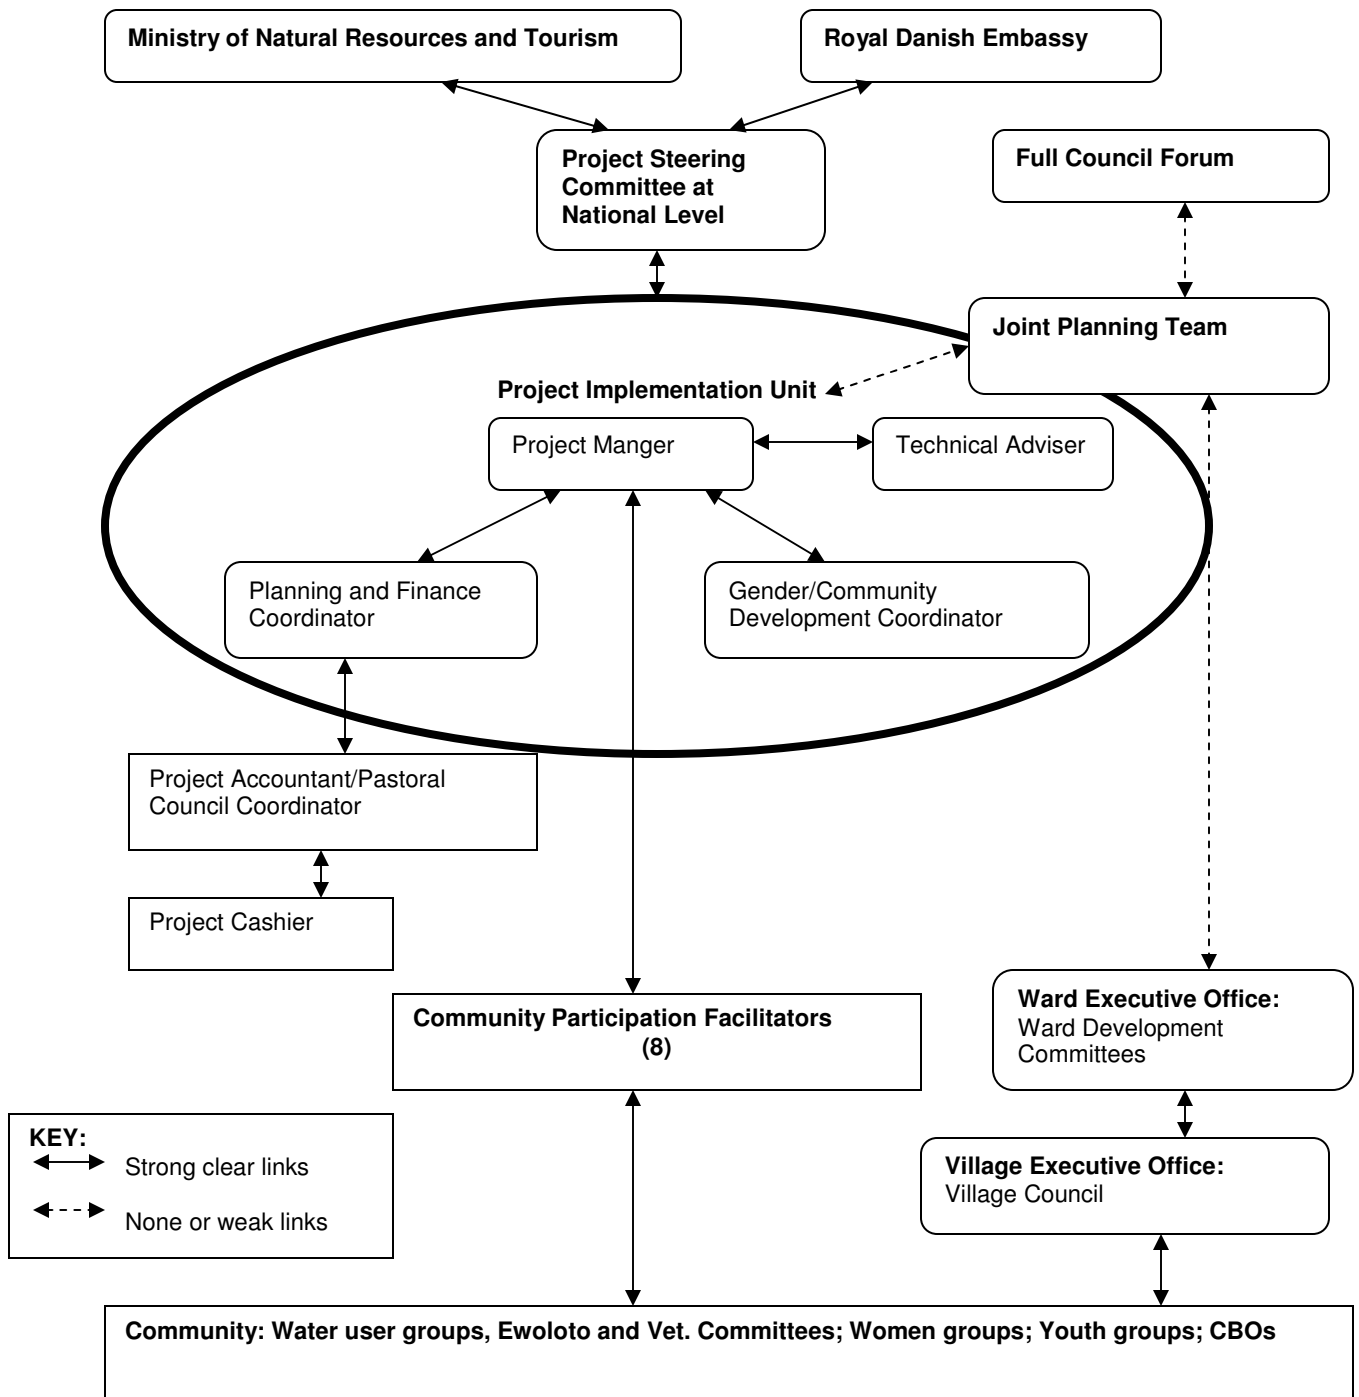 Ministry of Natural Resources and Tourism
Royal Danish Embassy
Project Steering
Committee at
National Level
Full Council Forum
Joint Planning Team
Project Implementation Unit
Project Manger
Technical Adviser
Planning and Finance
Coordinator
Gender/Community
Development Coordinator
Project Accountant/Pastoral
Council Coordinator
Project Cashier
Community Participation Facilitators
(8)
Ward Executive Office:
Ward Development
Committees
KEY:
Strong clear links
None or weak links
Village Executive Office:
Village Council
Community: Water user groups, Ewoloto and Vet. Committees; Women groups; Youth groups; CBOs